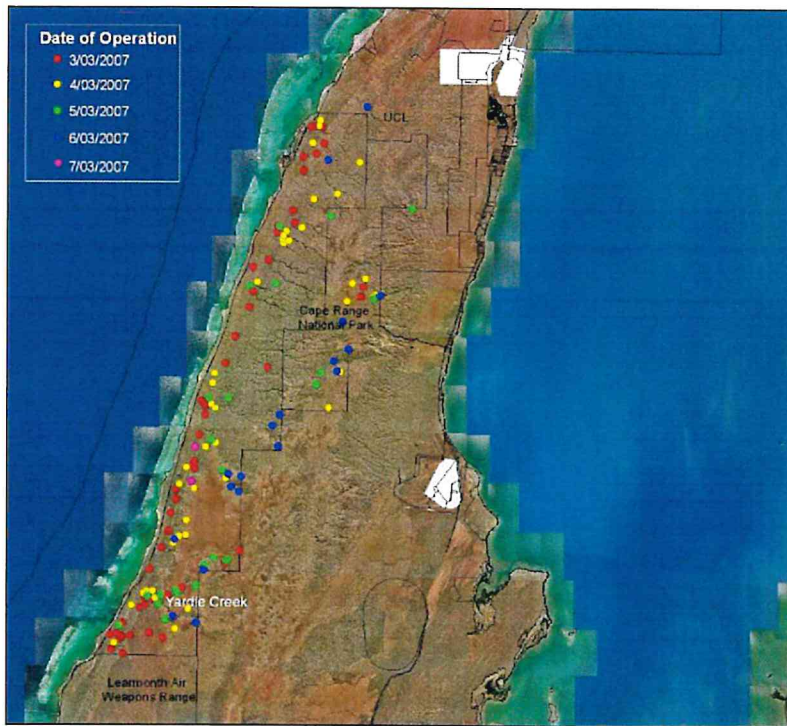 Date of Operation
3/03/2007
4/03/2007
5/03/2007
6/03/2007
7/03/2007
UCL
Cape Range
National Park
Yardie Creek
Learmonth Air
Weapons Range